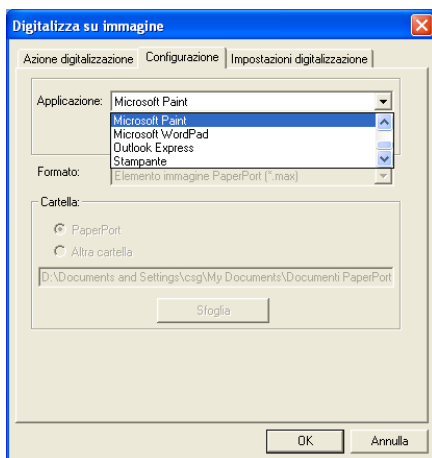 Digitalizza su immagine
Azione digitalizzazione Configurazione Impostazioni digitalizzazione
Applicazione: Microsoft Paint
Microsoft Paint
Microsoft WordPad
Outlook Express
Stampante
Formato: Elemento immagine PaperPort (*.max)
Cartella:
PaperPort
Altra cartella
D:\Documents and Settings\csg\My Documents\Documenti PaperPort
Sfoglia
OK Annulla